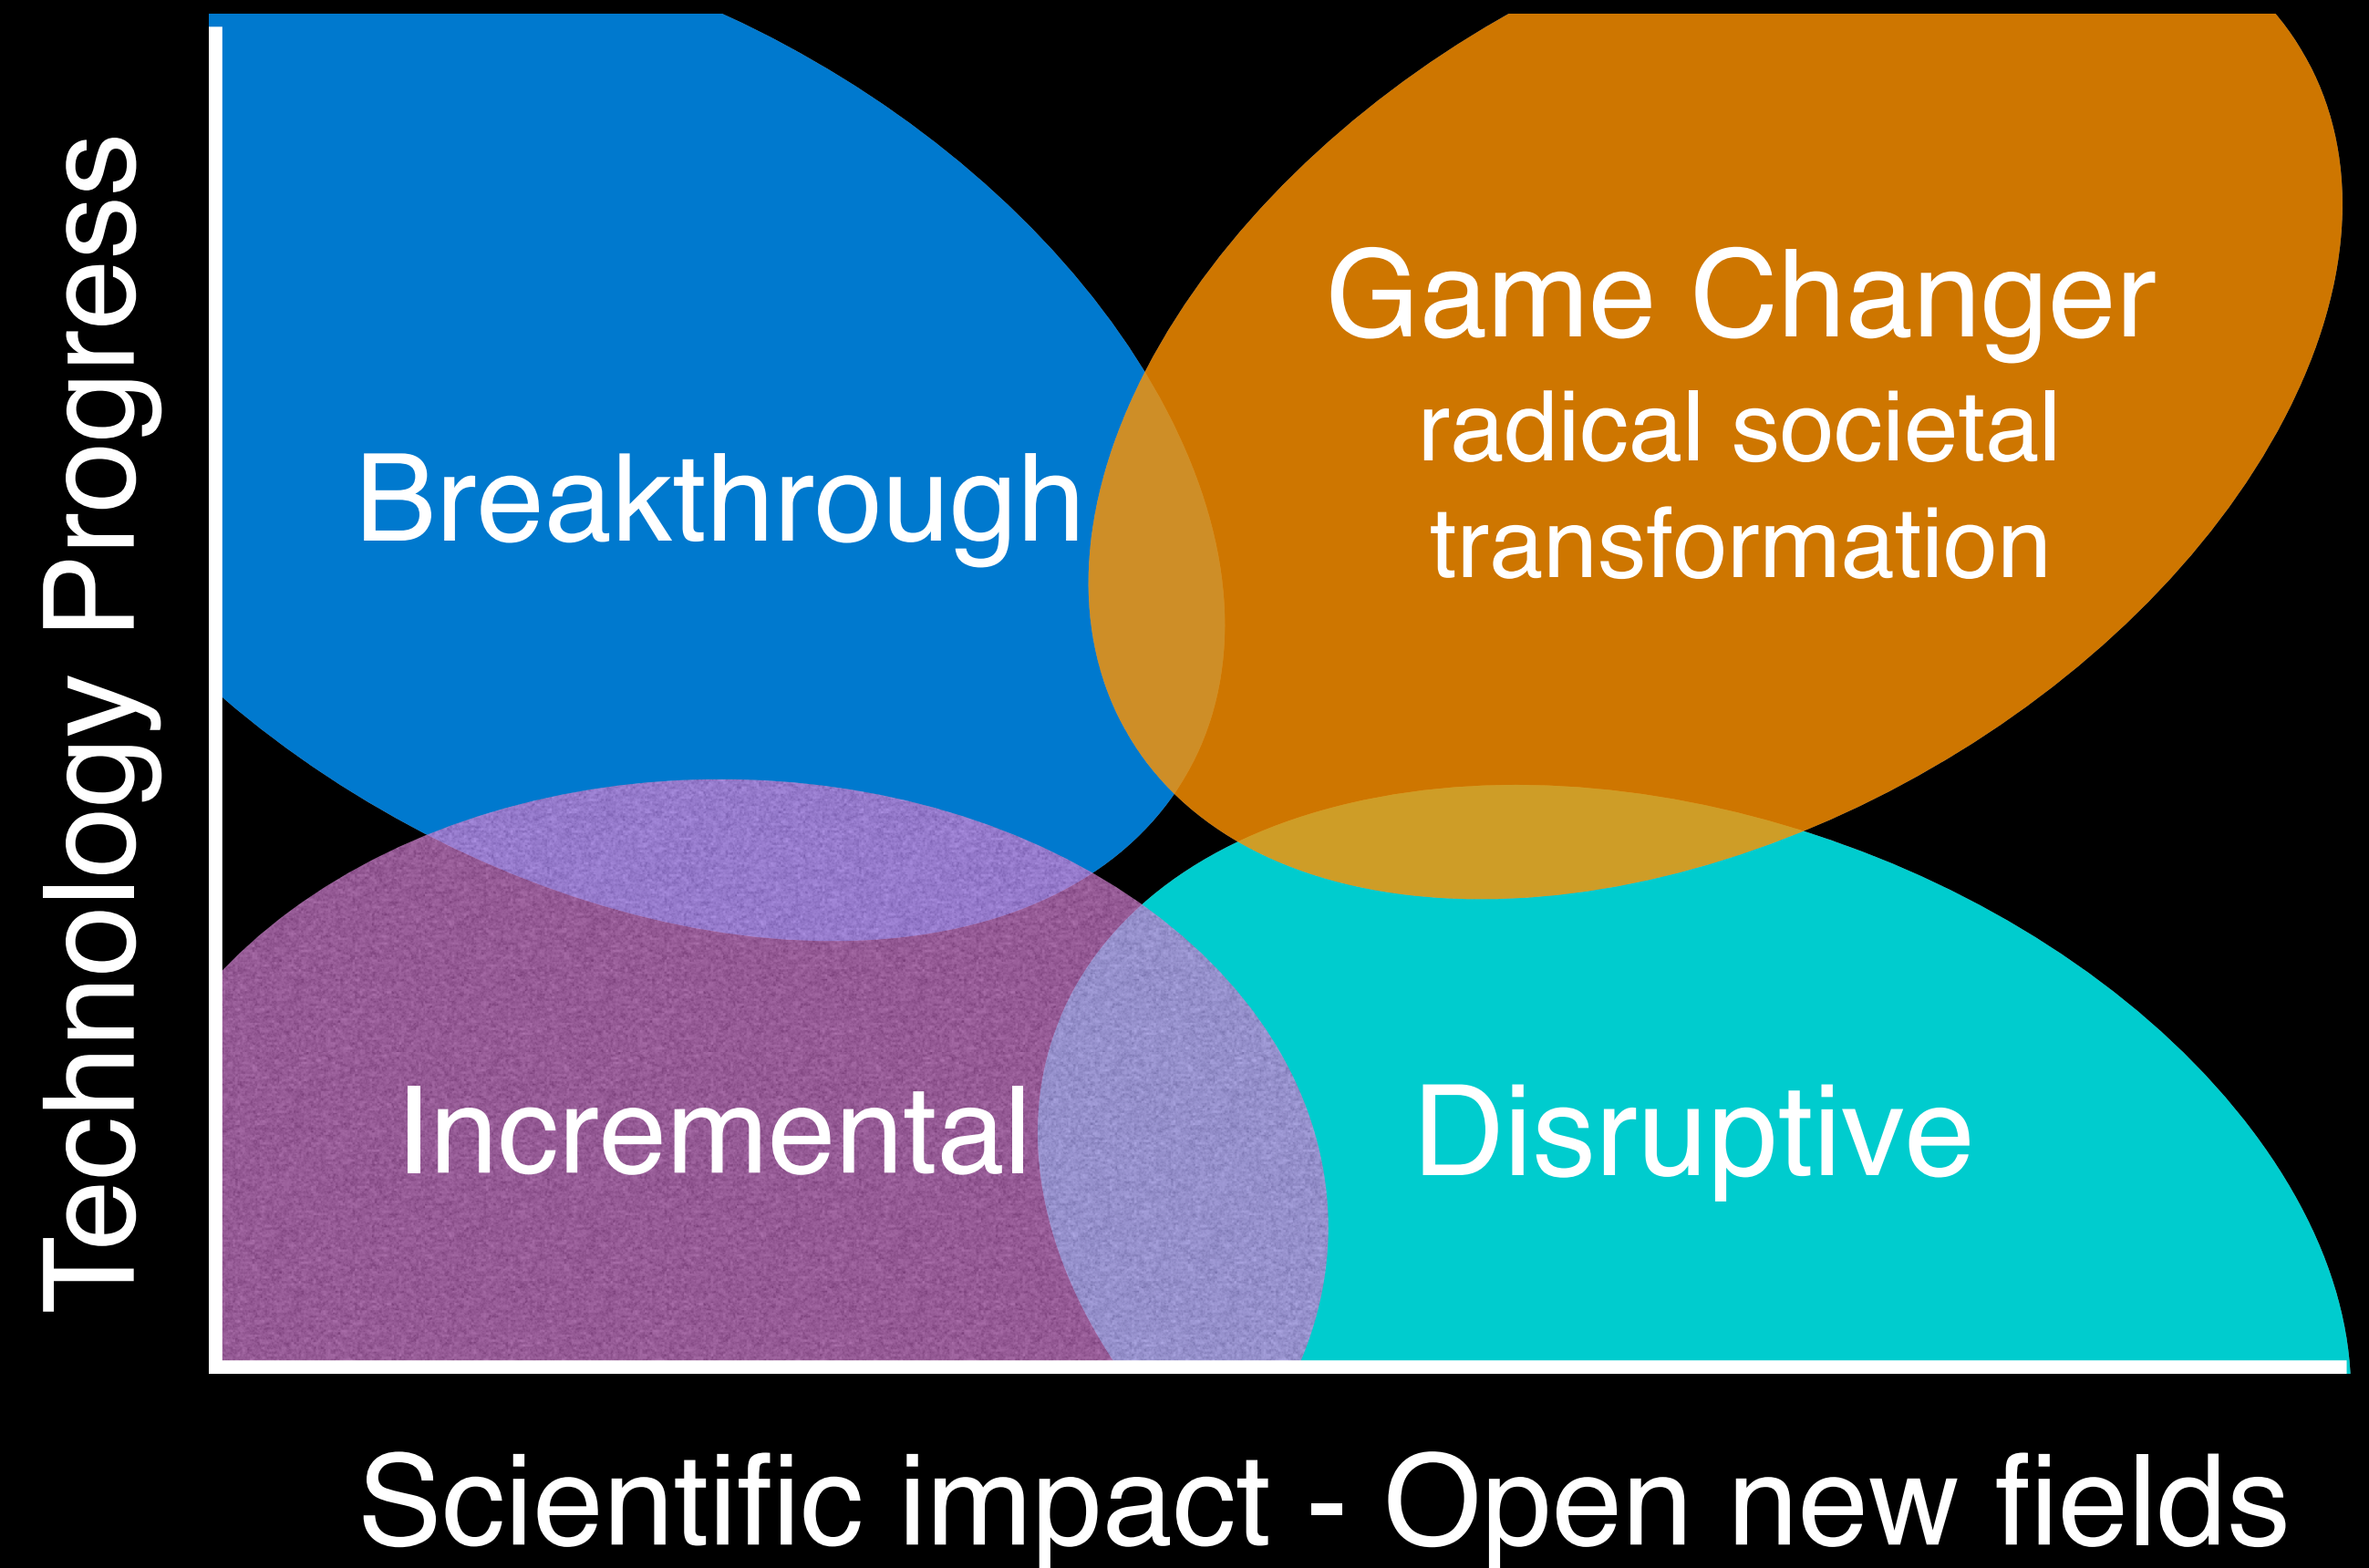 Technology Progress
Breakthrough
Game Changer
radical societal
transformation
Incremental
Disruptive
Scientific impact - Open new fields